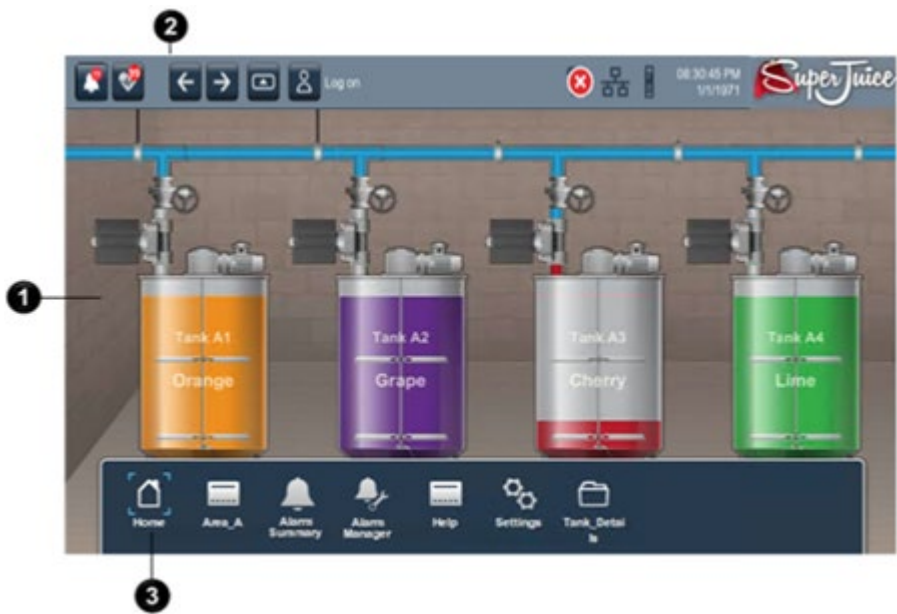 2
Log on
08:30:45 PM
1/1/1971
SuperJuice
1
Tank A1
Orange
Tank A2
Grape
Tank A3
Cherry
Tank A4
Lime
Home
Area_A
Alarm
Summary
Alarm
Manager
Help
Settings
Tank_Detai
ls
3